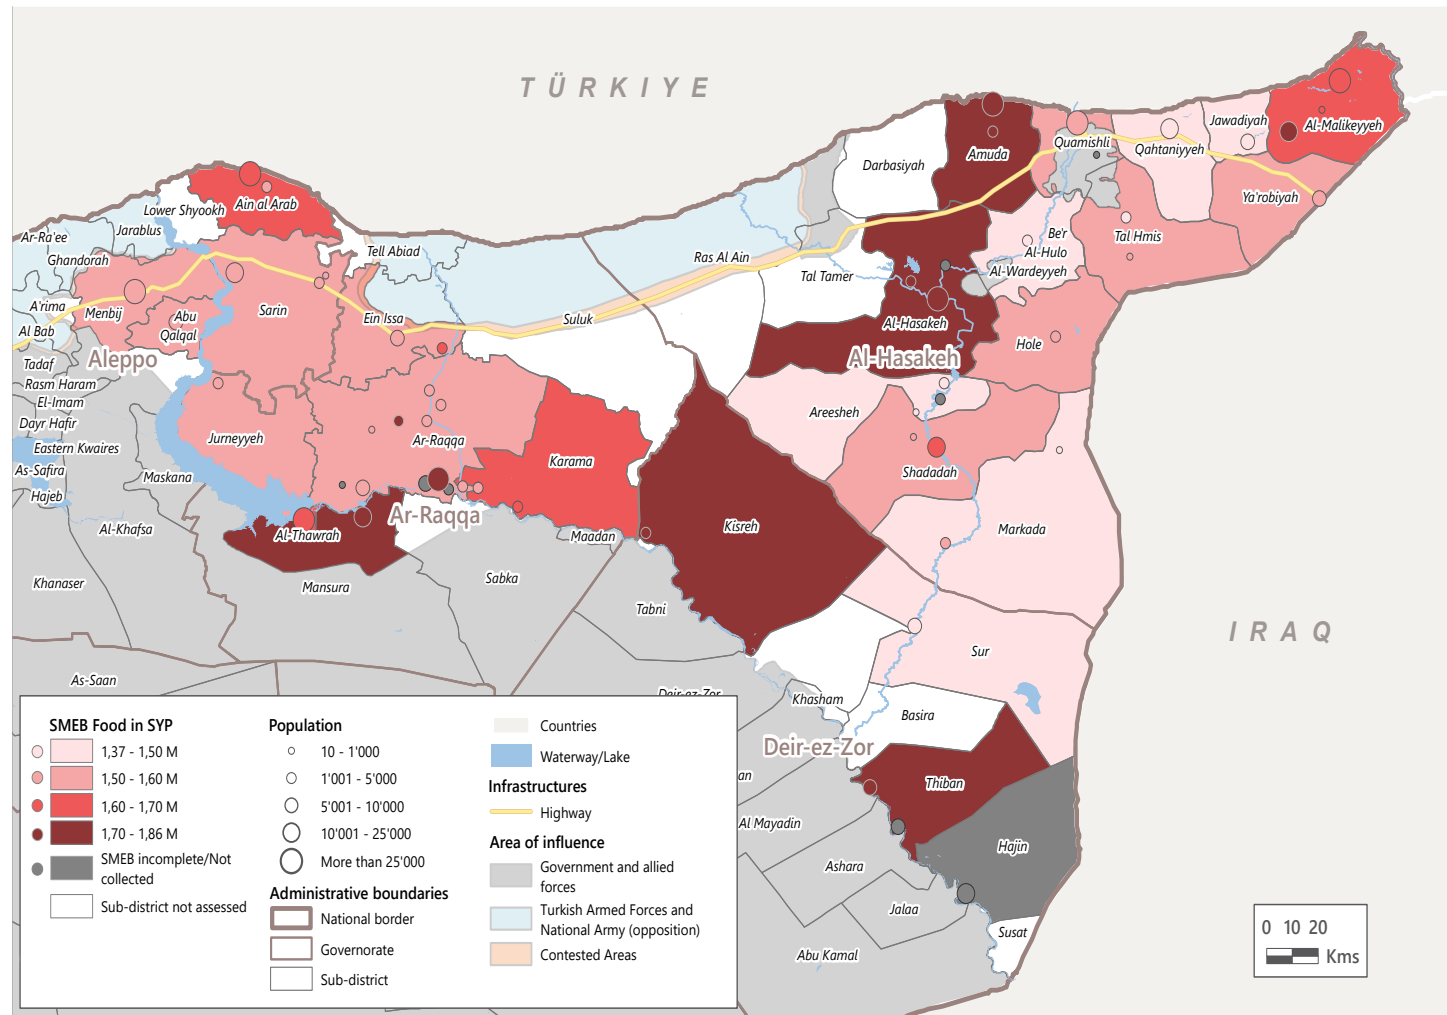 TÜRKIYE
Jawadiyah
Al-Malikeyyeh
Quamishli
Qahtaniyyeh
Amuda
Darbasiyah
Ya'robiyah
Ain al Arab
Lower Shyookh
Jarablus
Ar-Ra'ee
Ghandorah
Tell Abiad
Ras Al Ain
Be'r
Al-Hulo
Al-Wardeyyeh
Tal Hmis
Tal Tamer
A'rima
Menbij
Abu
Qalqal
Sarin
Ein Issa
Suluk
Al-Hasakeh
Hole
Al Bab
Tadaf
Aleppo
Al-Hasakeh
Rasm Haram
El-Imam
Dayr Hafir
Eastern Kwaires
As-Safira
Hajeb
Maskana
Jurneyyeh
Ar-Raqqa
Karama
Areesheh
Shadadah
Ar-Raqqa
Al-Khafsa
Al-Thawrah
Maadan
Kisreh
Markada
Khanaser
Mansura
Sabka
Tabni
IRAQ
Sur
As-Saan
Deir-ez-Zor
Khasham
Basira
Deir-ez-Zor
an
Thiban
Al Mayadin
Ashara
Hajin
Jalaa
Susat
Abu Kamal
SMEB Food in SYP
1,37 - 1,50 M
1,50 - 1,60 M
1,60 - 1,70 M
1,70 - 1,86 M
SMEB incomplete/Not
collected
Sub-district not assessed
Population
10 - 1'000
1'001 - 5'000
5'001 - 10'000
10'001 - 25'000
More than 25'000
Administrative boundaries
National border
Governorate
Sub-district
Countries
Waterway/Lake
Infrastructures
Highway
Area of influence
Government and allied
forces
Turkish Armed Forces and
National Army (opposition)
Contested Areas
0 10 20
Kms